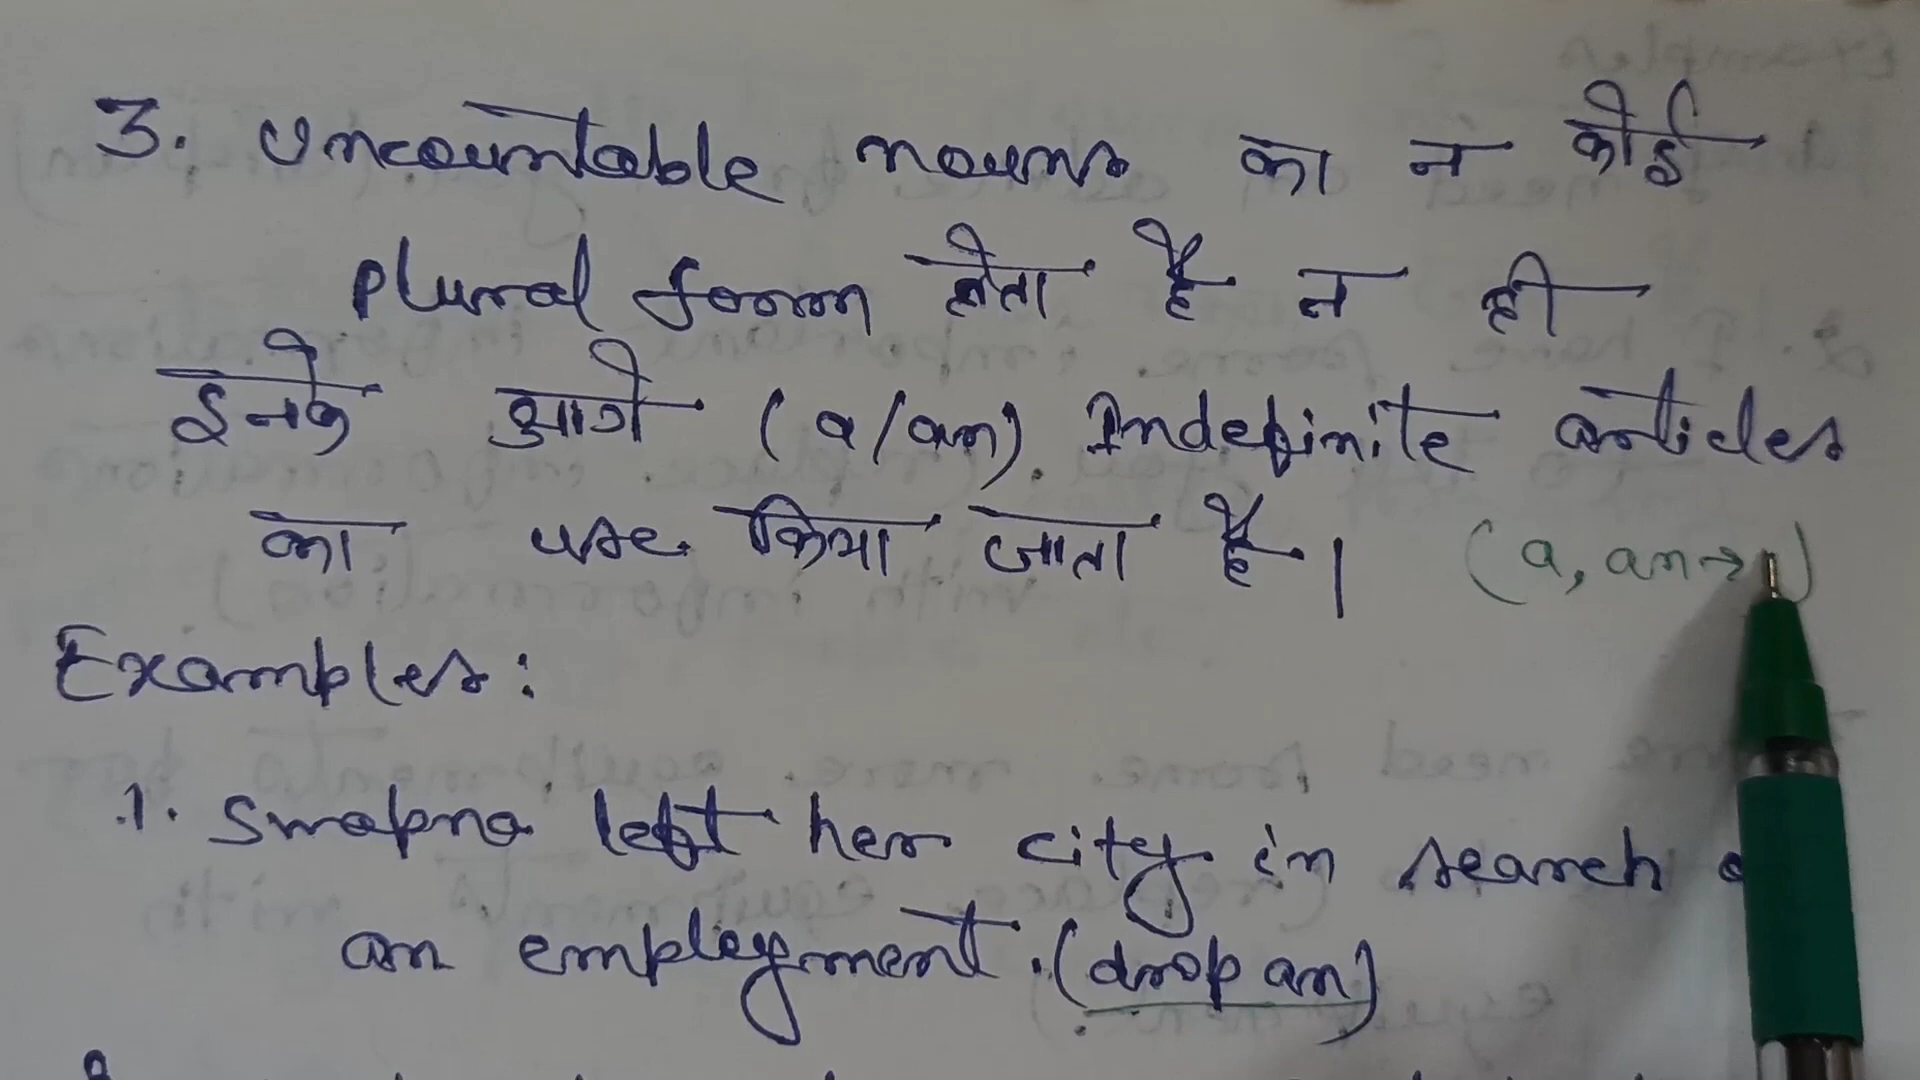 3. Uncountable nouns का न कोई
Plural form होता है न ही
इनके आगे (a/an) Indefinite articles
का use किया जाता है।
(a, an →
Examples:
1. Swapna left her city in search
an employment. (drop an)